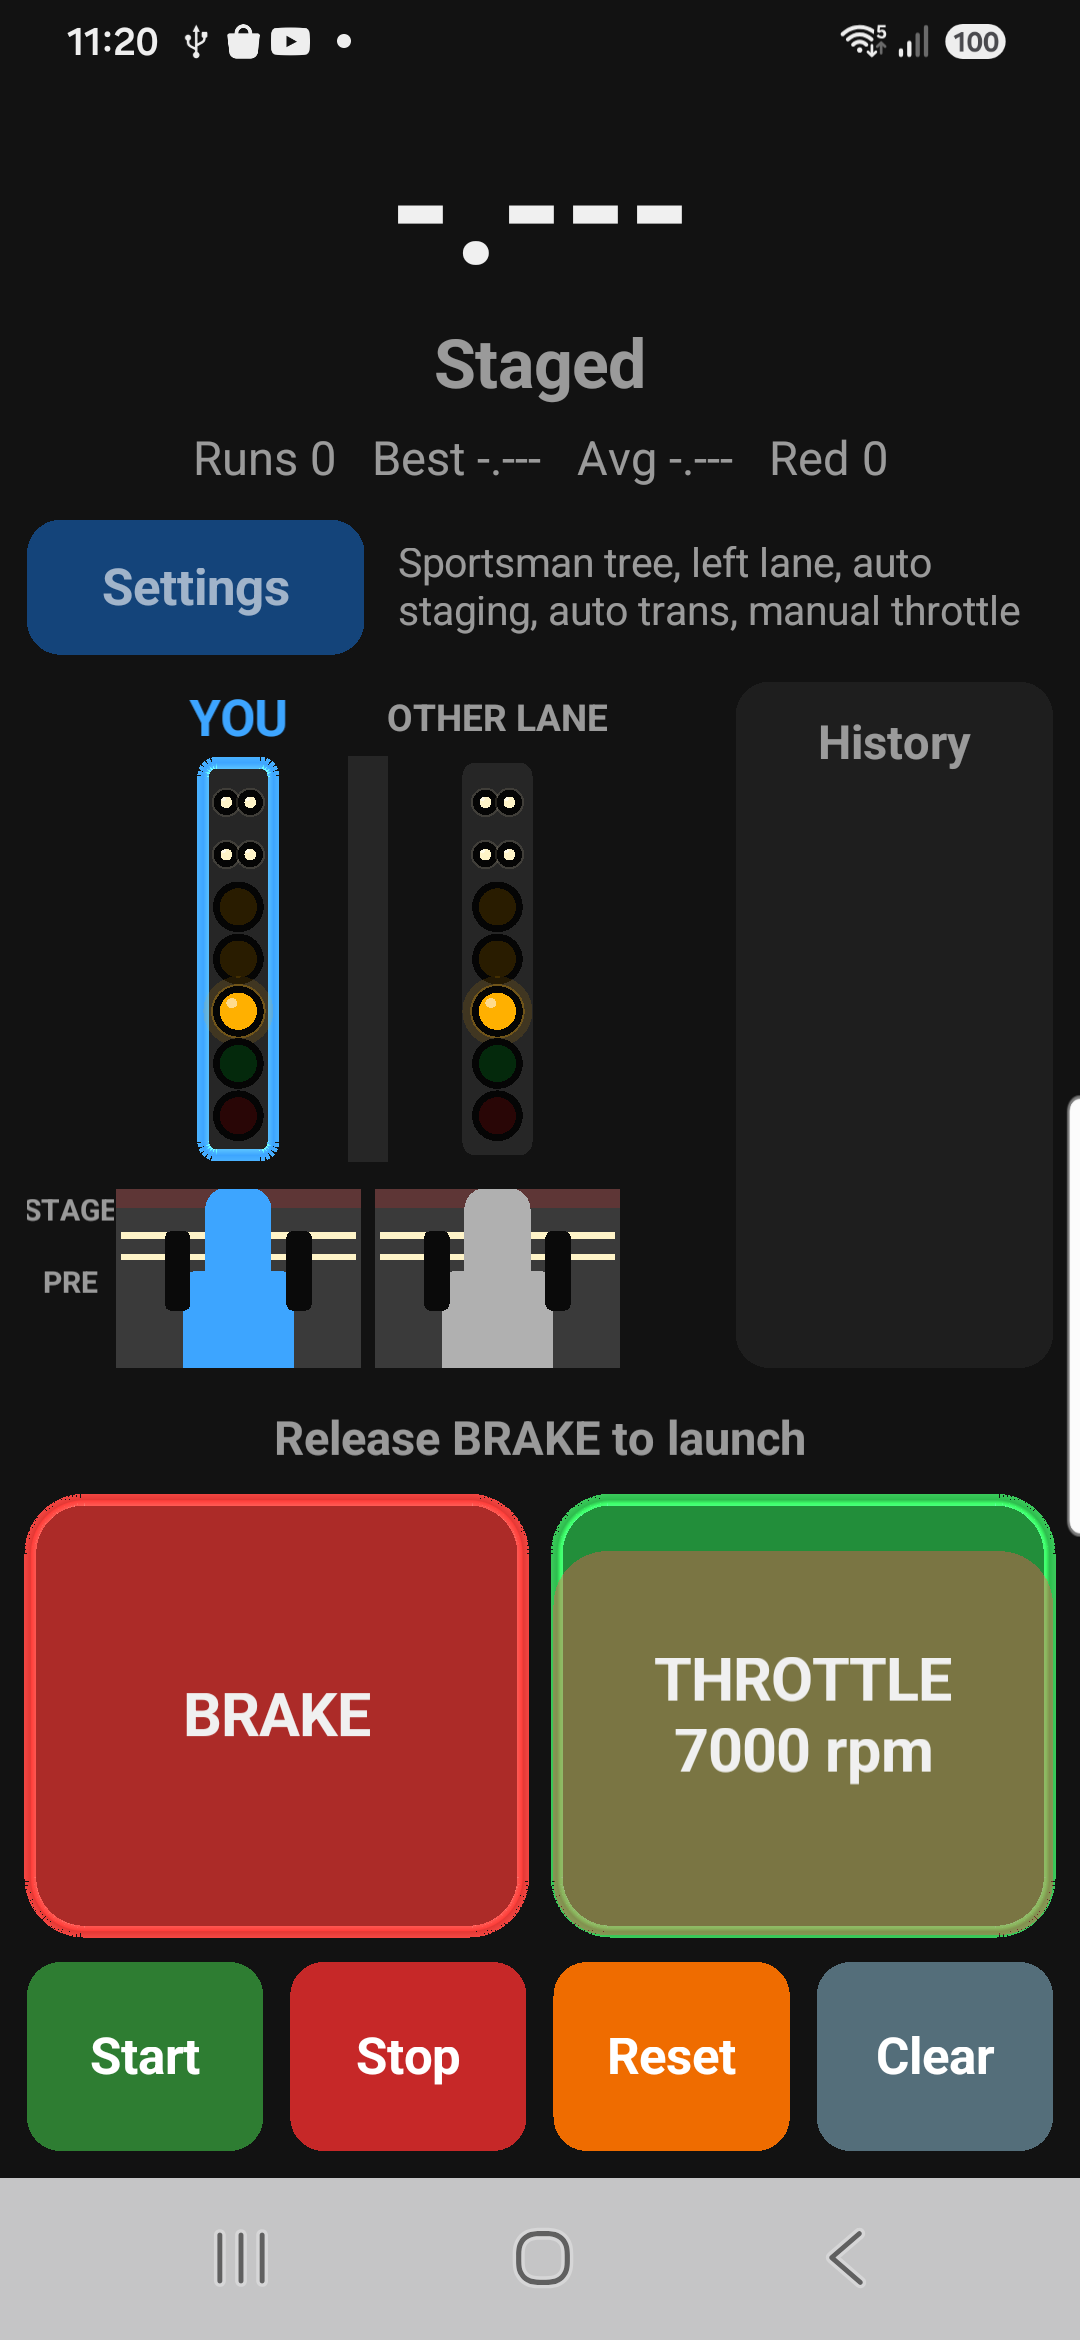 11:20
5
100
-.---
Staged
Runs 0 Best -.--- Avg -.--- Red 0
Settings
Sportsman tree, left lane, auto
staging, auto trans, manual throttle
YOU
OTHER LANE
History
STAGE
PRE
Release BRAKE to launch
BRAKE
THROTTLE
7000 rpm
Start
Stop
Reset
Clear